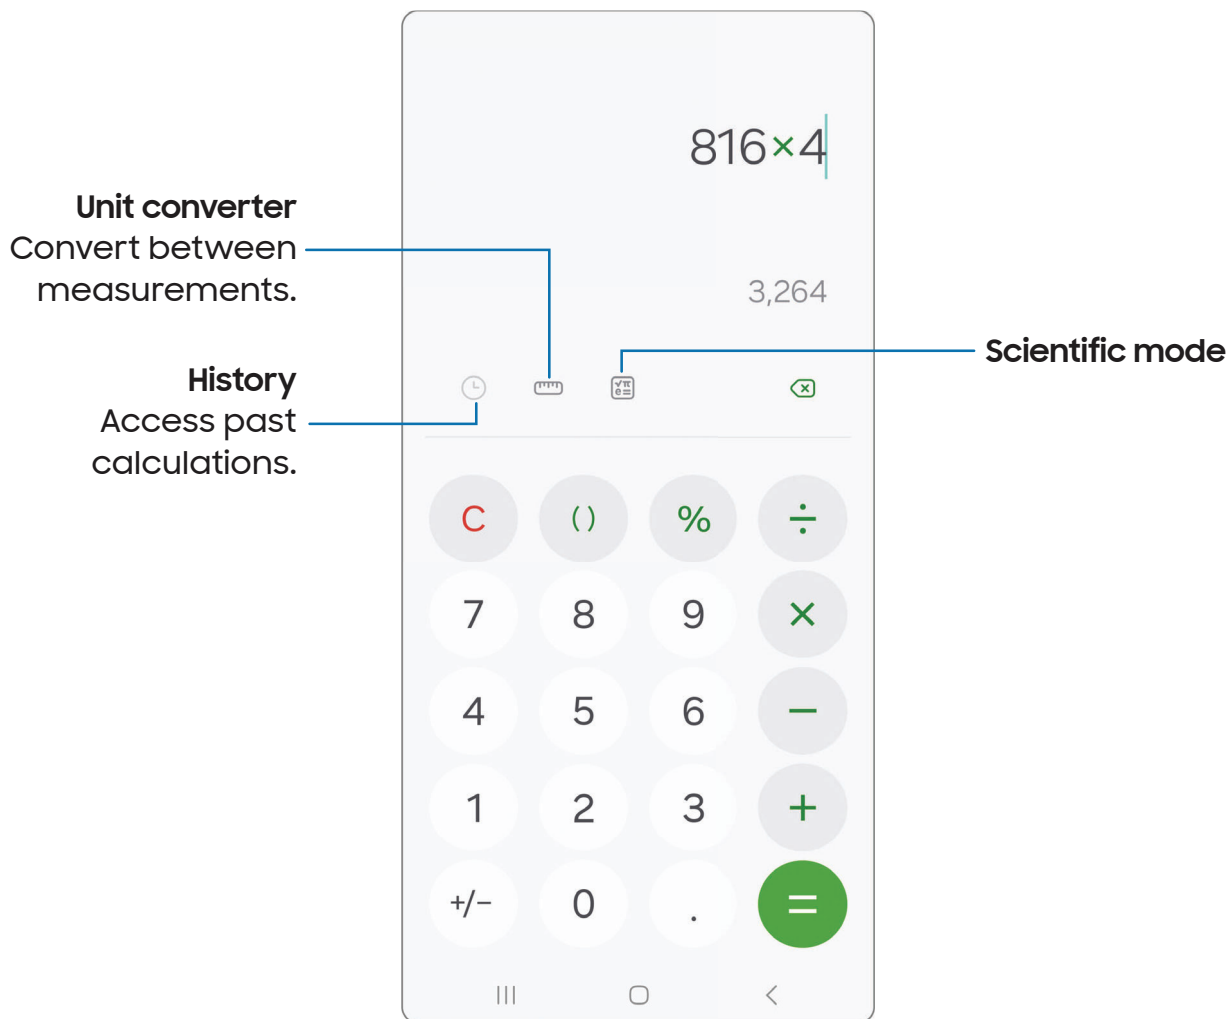 816×4
Unit converter
Convert between
measurements.
3,264
Scientific mode
History
Access past
calculations.
√π
e=
C ( ) % ÷
7 8 9 ×
4 5 6 −
1 2 3 +
+/− 0 . =